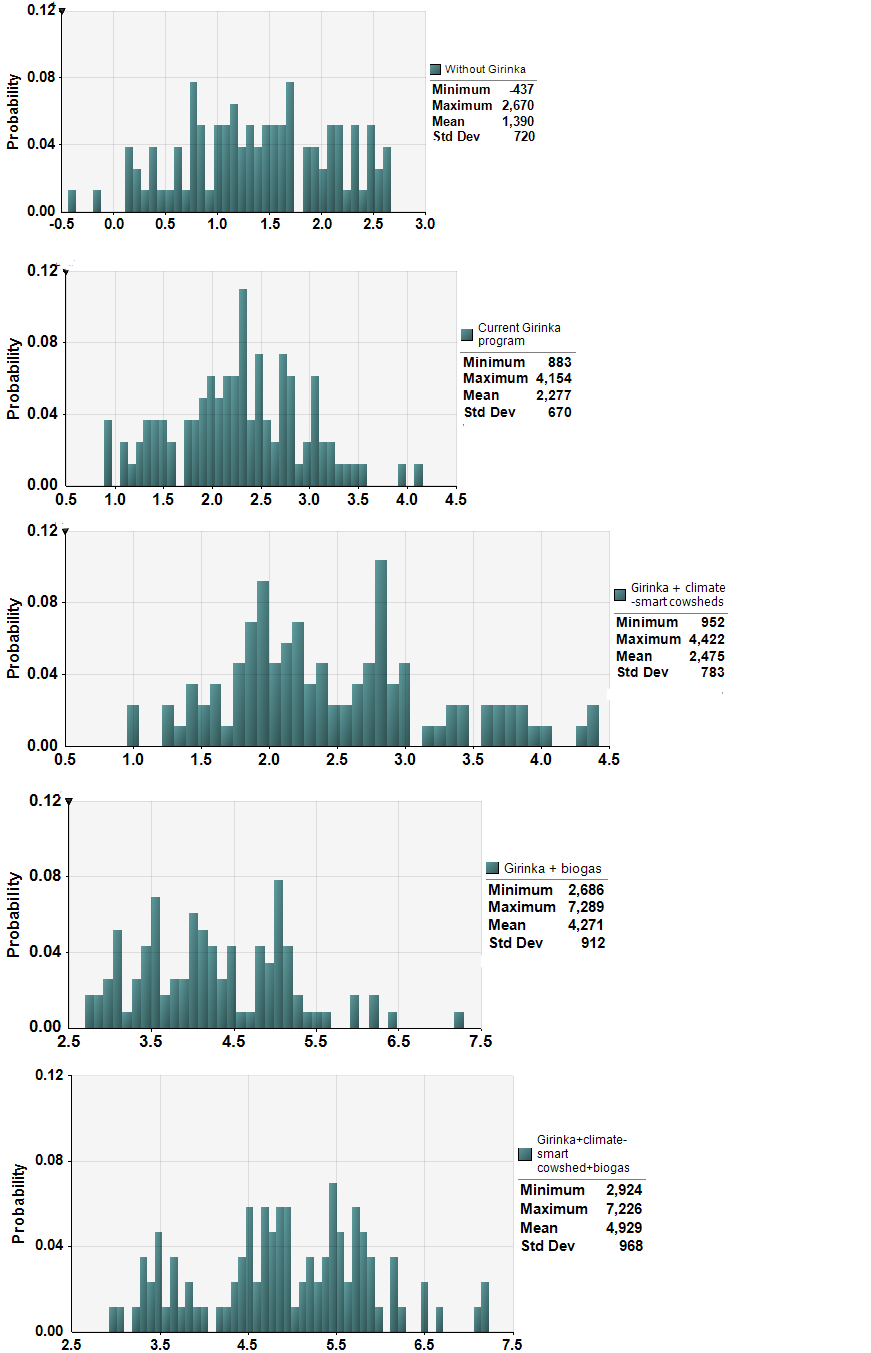 0.12
0.08
0.04
0.00
Probability
-0.5 0.0 0.5 1.0 1.5 2.0 2.5 3.0
Without Girinka
Minimum -437
Maximum 2,670
Mean 1,390
Std Dev 720
0.12
0.08
0.04
0.00
Probability
0.5 1.0 1.5 2.0 2.5 3.0 3.5 4.0 4.5
Current Girinka
program
Minimum 883
Maximum 4,154
Mean 2,277
Std Dev 670
0.12
0.08
0.04
0.00
Probability
0.5 1.0 1.5 2.0 2.5 3.0 3.5 4.0 4.5
Girinka + climate
-smart cowsheds
Minimum 952
Maximum 4,422
Mean 2,475
Std Dev 783
0.12
0.08
0.04
0.00
Probability
2.5 3.5 4.5 5.5 6.5 7.5
Girinka + biogas
Minimum 2,686
Maximum 7,289
Mean 4,271
Std Dev 912
0.12
0.08
0.04
0.00
Probability
2.5 3.5 4.5 5.5 6.5 7.5
Girinka+climate-
smart
cowshed+biogas
Minimum 2,924
Maximum 7,226
Mean 4,929
Std Dev 968